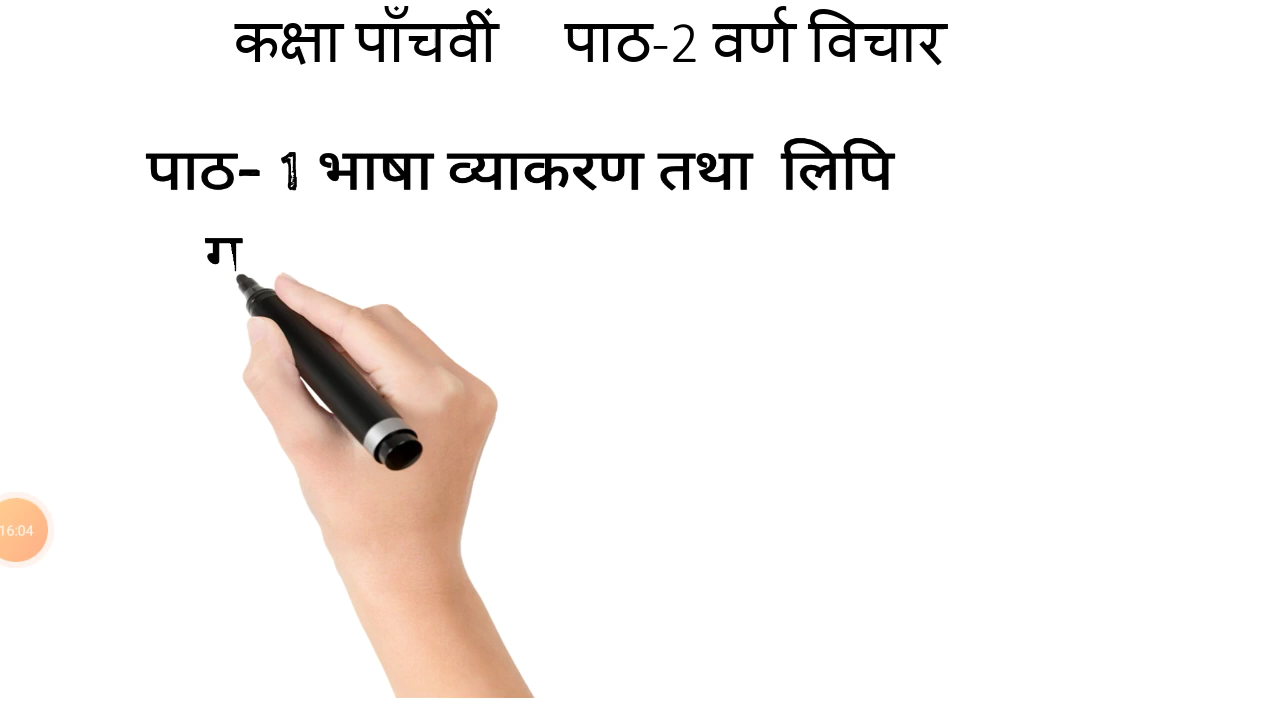 कक्षा पाँचवीं पाठ-2 वर्ण विचार
पाठ- 1 भाषा व्याकरण तथा लिपि
ग
16:04